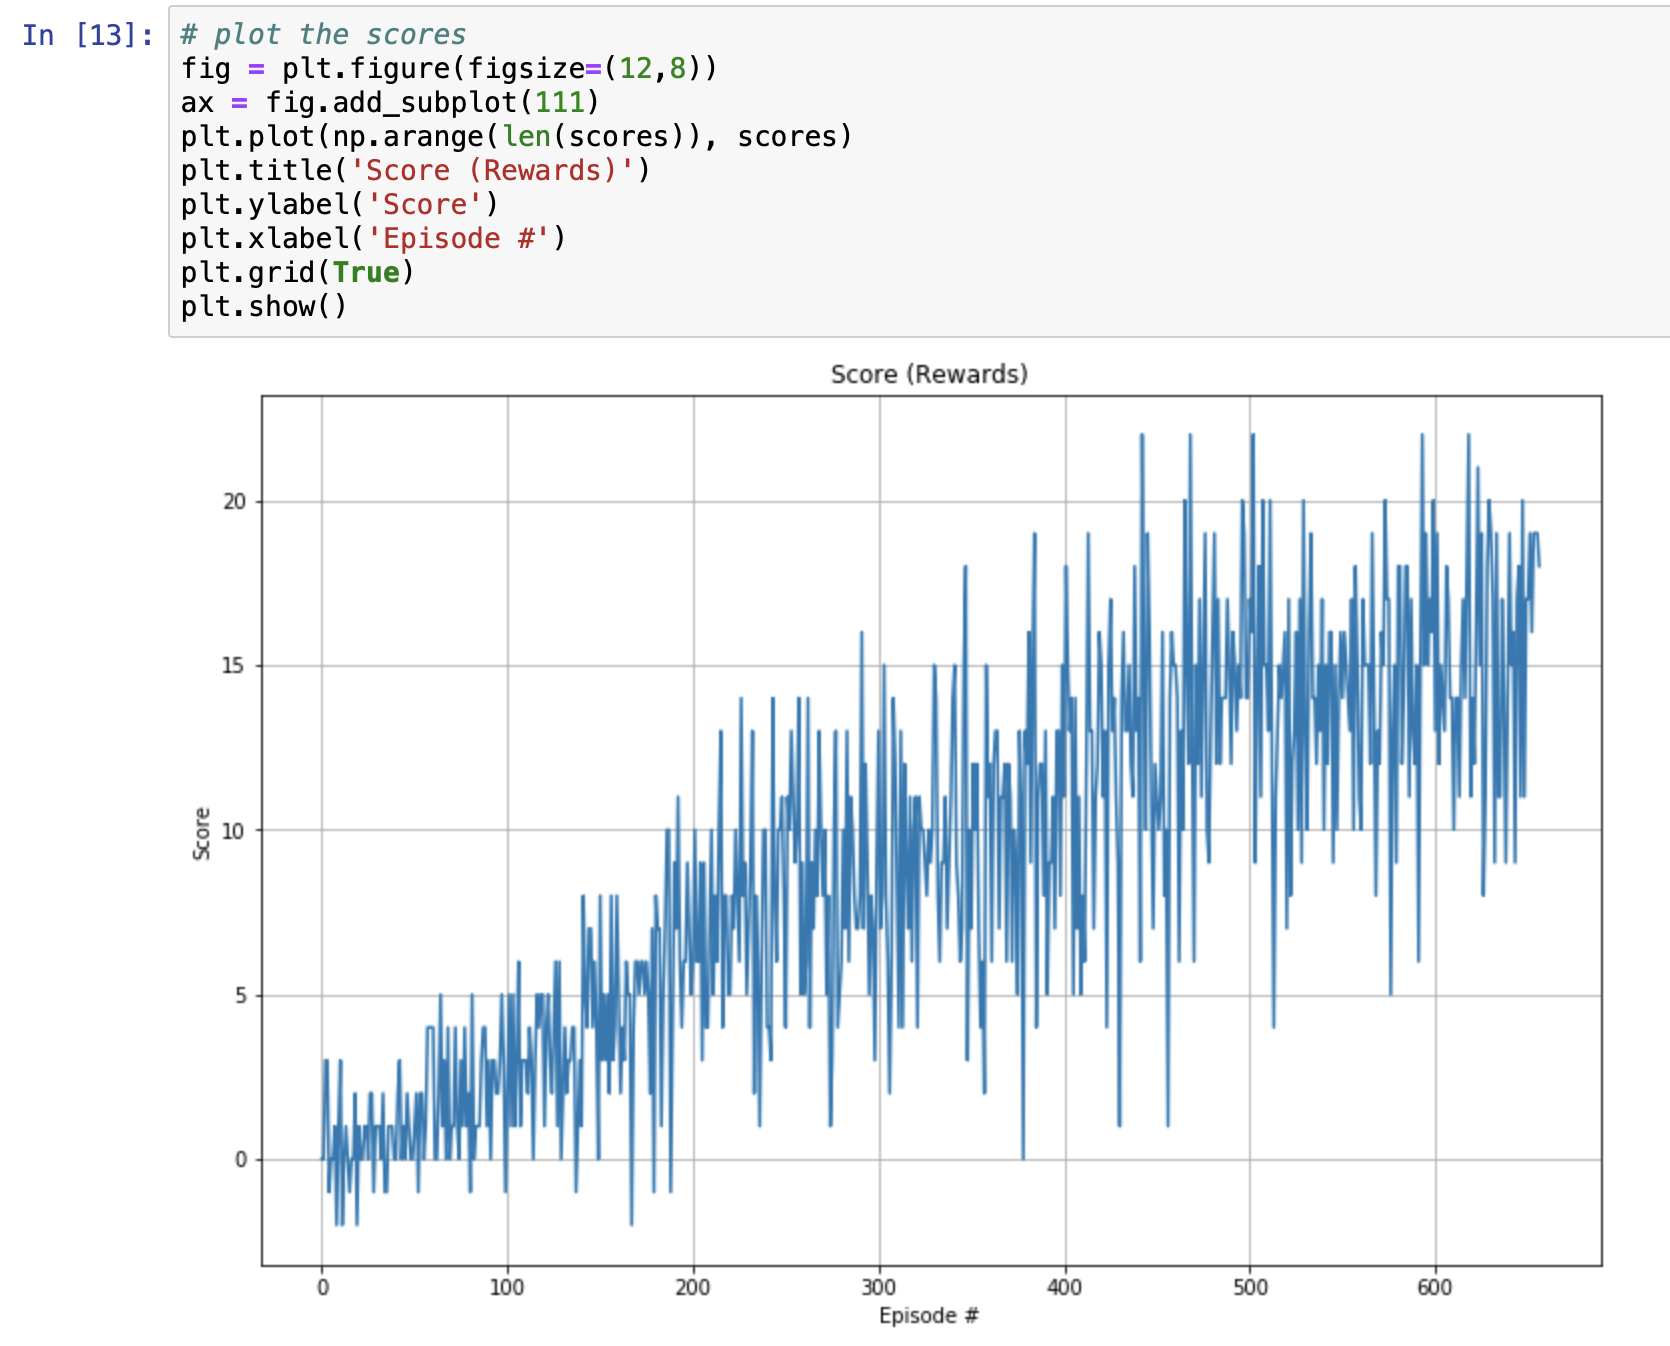 In [13]: # plot the scores
fig = plt.figure(figsize=(12,8))
ax = fig.add_subplot(111)
plt.plot(np.arange(len(scores)), scores)
plt.title('Score (Rewards)')
plt.ylabel('Score')
plt.xlabel('Episode #')
plt.grid(True)
plt.show()
Score (Rewards)
20
15
10
5
0
Score
0 100 200 300 400 500 600
Episode #